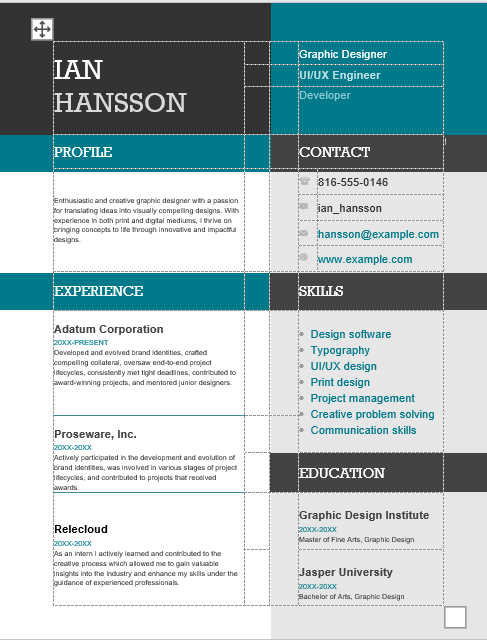 IAN
HANSSON
Graphic Designer
UI/UX Engineer
Developer
PROFILE
Enthusiastic and creative graphic designer with a passion
for translating ideas into visually compelling designs. With
experience in both print and digital mediums, I thrive on
bringing concepts to life through innovative and impactful
designs.
CONTACT
816-555-0146
ian_hansson
hansson@example.com
www.example.com
EXPERIENCE
Adatum Corporation
20XX-PRESENT
Developed and evolved brand identities, crafted
compelling collateral, oversaw end-to-end project
lifecycles, consistently met tight deadlines, contributed to
award-winning projects, and mentored junior designers.
Proseware, Inc.
20XX-20XX
Actively participated in the development and evolution of
brand identities, was involved in various stages of project
lifecycles, and contributed to projects that received
awards.
Relecloud
20XX-20XX
As an intern I actively learned and contributed to the
creative process which allowed me to gain valuable
insights into the industry and enhance my skills under the
guidance of experienced professionals.
SKILLS
Design software
Typography
UI/UX design
Print design
Project management
Creative problem solving
Communication skills
EDUCATION
Graphic Design Institute
20XX-20XX
Master of Fine Arts, Graphic Design
Jasper University
20XX-20XX
Bachelor of Arts, Graphic Design